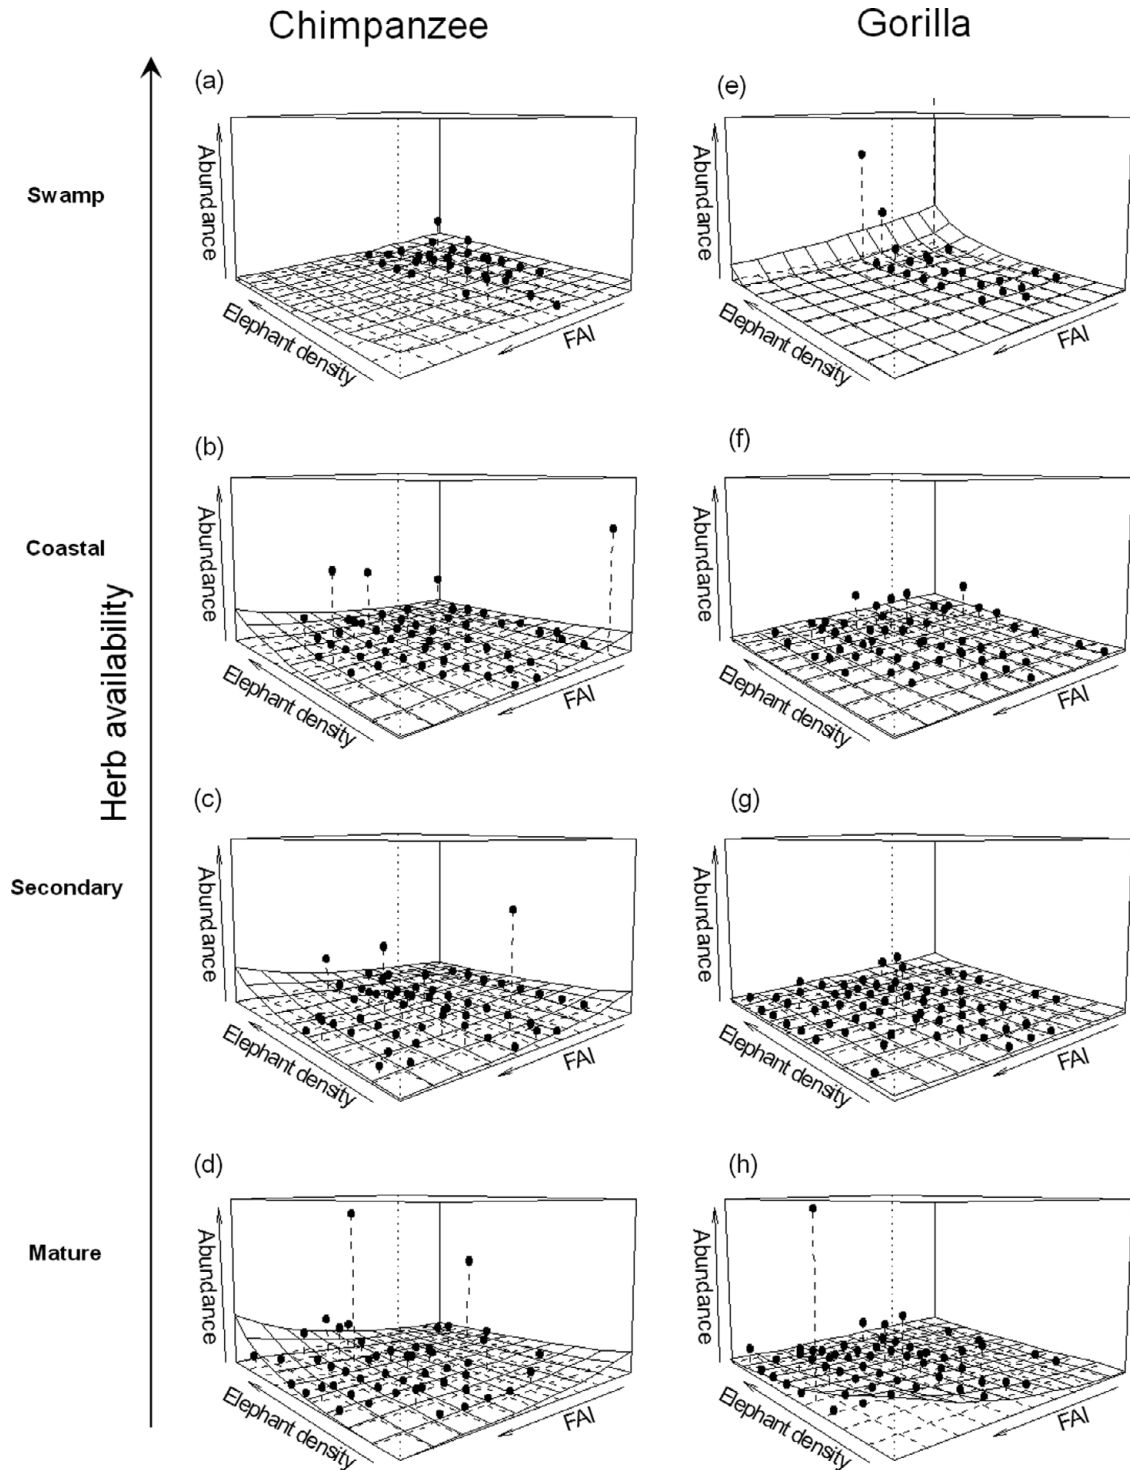 Chimpanzee
Gorilla
Herb availability
Swamp
(a)
Abundance
Elephant density
FAI
(e)
Abundance
Elephant density
FAI
Coastal
(b)
Abundance
Elephant density
FAI
(f)
Abundance
Elephant density
FAI
Secondary
(c)
Abundance
Elephant density
FAI
(g)
Abundance
Elephant density
FAI
Mature
(d)
Abundance
Elephant density
FAI
(h)
Abundance
Elephant density
FAI